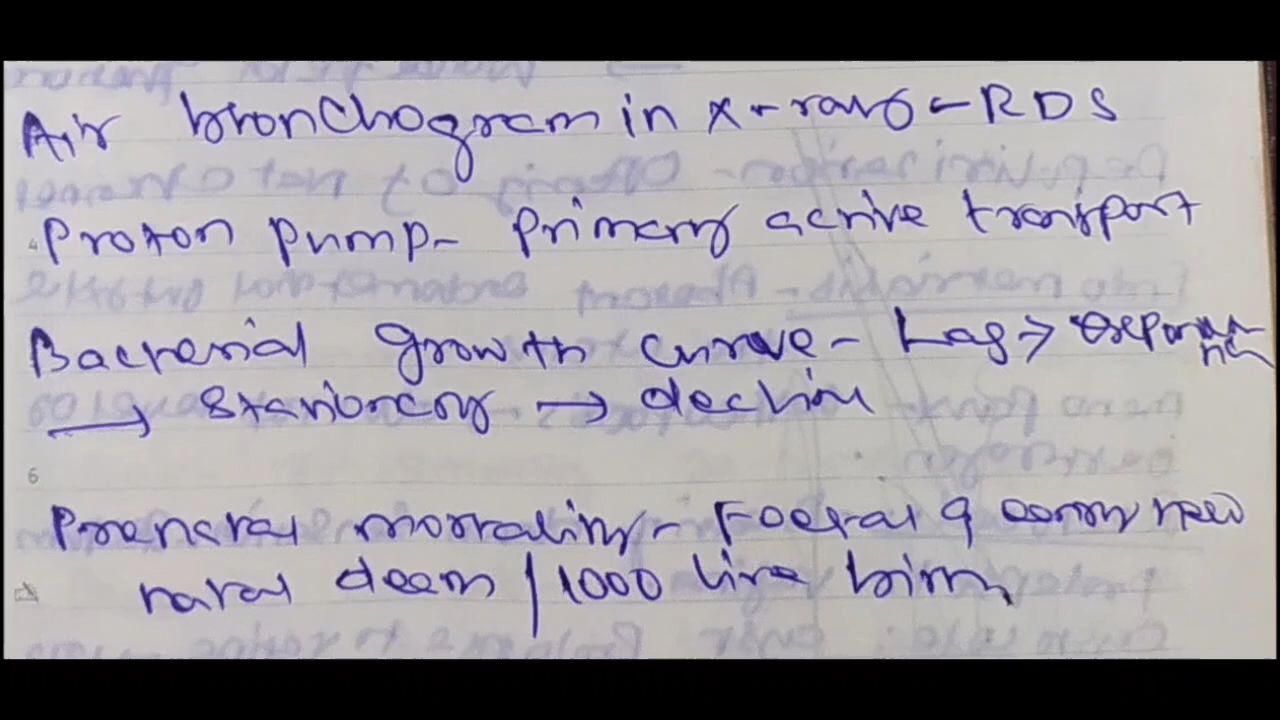 Air bronchogram in x-ray - RDS
Proton pump - Primary active transport
Bacterial growth curve - Lag → Exponential
→ Stationary → decline
Prenatal mortality - Foetal & early neo
natal death / 1000 live birth